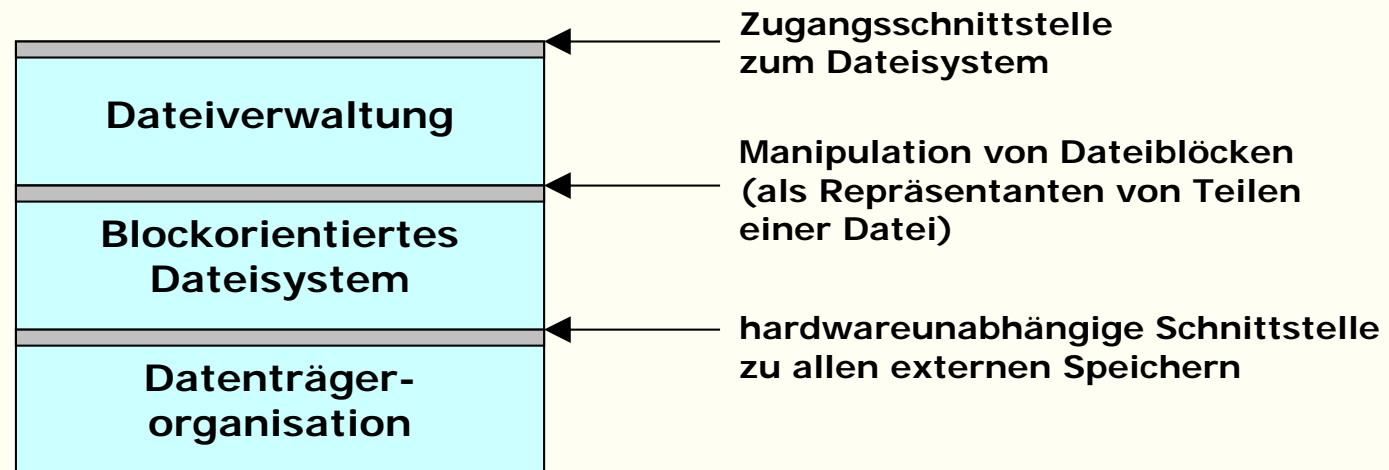 Zugangsschnittstelle
zum Dateisystem
Dateiverwaltung
Manipulation von Dateiblöcken
(als Repräsentanten von Teilen
einer Datei)
Blockorientiertes
Dateisystem
hardwareunabhängige Schnittstelle
zu allen externen Speichern
Datenträger-
organisation